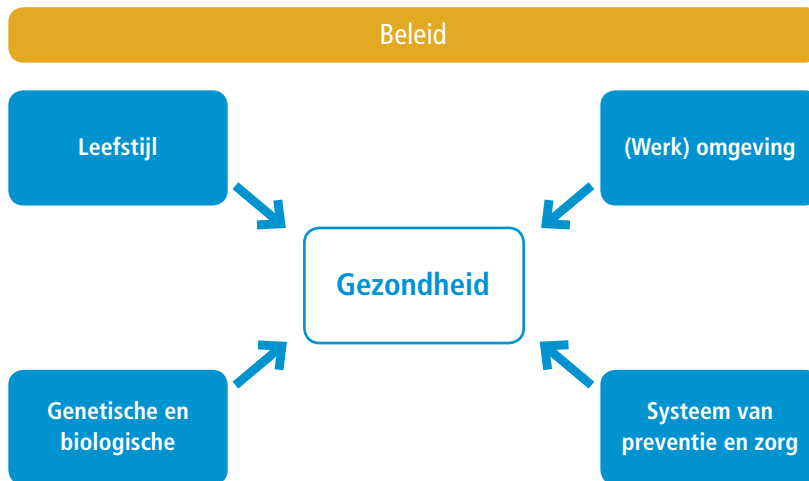 Beleid
Leefstijl
(Werk) omgeving
Gezondheid
Genetische en
biologische
Systeem van
preventie en zorg